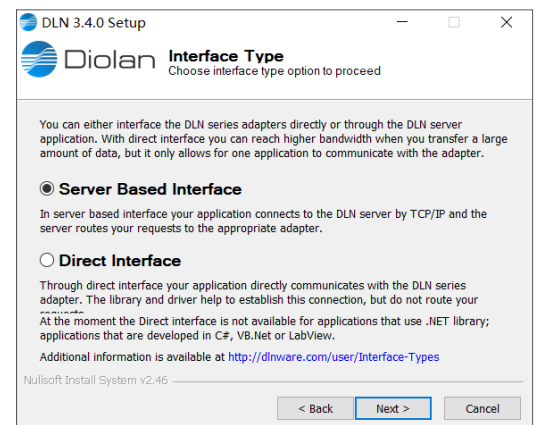 DLN 3.4.0 Setup
Diolan
Interface Type
Choose interface type option to proceed
You can either interface the DLN series adapters directly or through the DLN server
application. With direct interface you can reach higher bandwidth when you transfer a large
amount of data, but it only allows for one application to communicate with the adapter.
Server Based Interface
In server based interface your application connects to the DLN server by TCP/IP and the
server routes your requests to the appropriate adapter.
Direct Interface
Through direct interface your application directly communicates with the DLN series
adapter. The library and driver help to establish this connection, but do not route your
At the moment the Direct interface is not available for applications that use .NET library;
applications that are developed in C#, VB.Net or LabView.
Additional information is available at http://dlnware.com/user/Interface-Types
Nullsoft Install System v2.46
< Back
Next >
Cancel